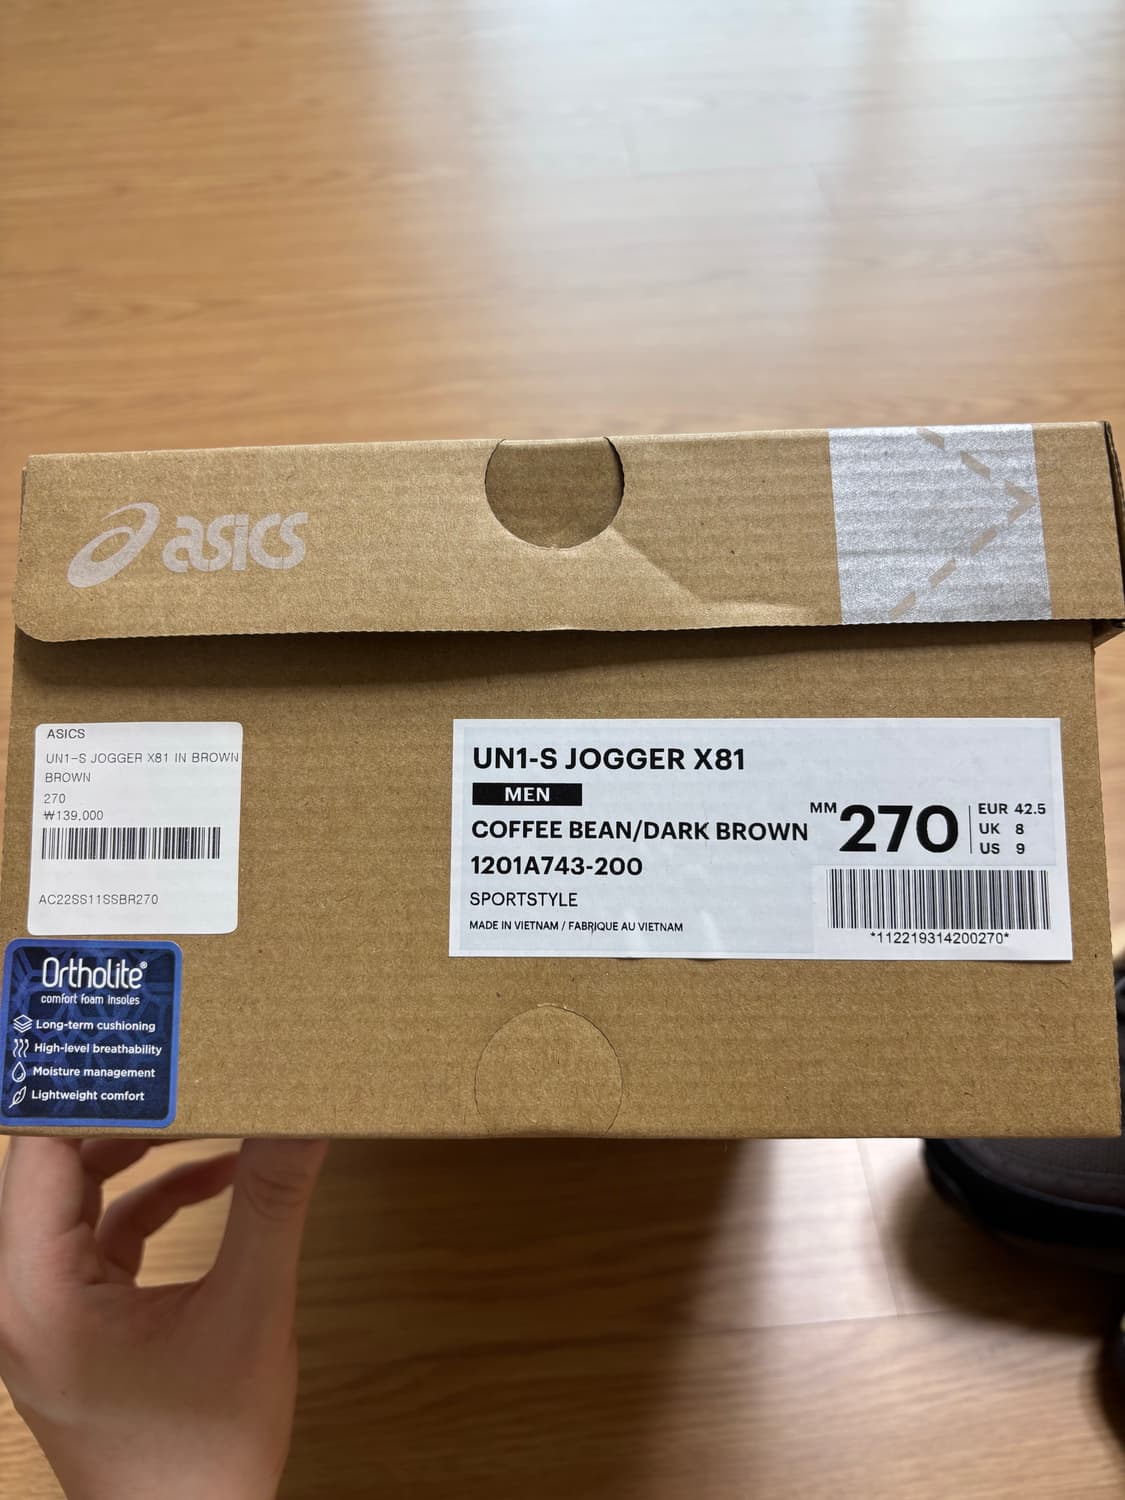 asics
ASICS
UN1-S JOGGER X81 IN BROWN
BROWN
270
₩139,000
AC22SS11SSBR270
Ortholite®
comfort foam insoles
Long-term cushioning
High-level breathability
Moisture management
Lightweight comfort
UN1-S JOGGER X81
MEN
COFFEE BEAN/DARK BROWN
1201A743-200
SPORTSTYLE
MADE IN VIETNAM / FABRIQUE AU VIETNAM
MM 270
EUR 42.5
UK 8
US 9
*112219314200270*